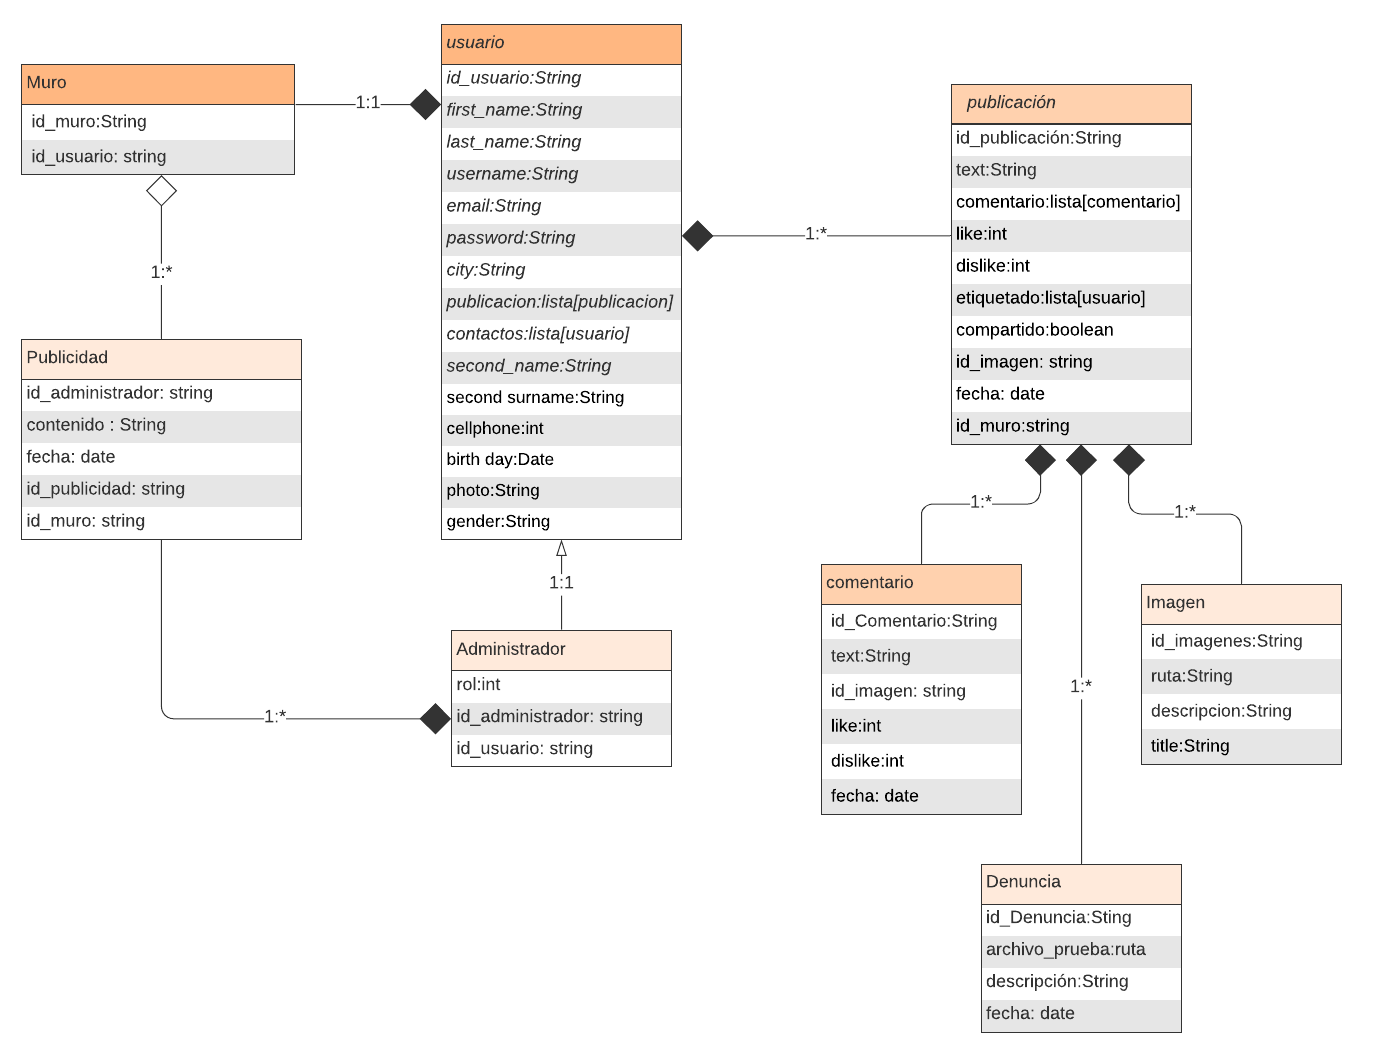 Muro
id_muro:String
id_usuario: string
1:1
usuario
id_usuario:String
first_name:String
last_name:String
username:String
email:String
password:String
city:String
publicacion:lista[publicacion]
contactos:lista[usuario]
second_name:String
second surname:String
cellphone:int
birth day:Date
photo:String
gender:String
1:*
publicación
id_publicación:String
text:String
comentario:lista[comentario]
like:int
dislike:int
etiquetado:lista[usuario]
compartido:boolean
id_imagen: string
fecha: date
id_muro:string
1:*
Publicidad
id_administrador: string
contenido : String
fecha: date
id_publicidad: string
id_muro: string
1:1
Administrador
rol:int
id_administrador: string
id_usuario: string
1:*
1:*
1:*
1:*
comentario
id_Comentario:String
text:String
id_imagen: string
like:int
dislike:int
fecha: date
Imagen
id_imagenes:String
ruta:String
descripcion:String
title:String
Denuncia
id_Denuncia:Sting
archivo_prueba:ruta
descripción:String
fecha: date